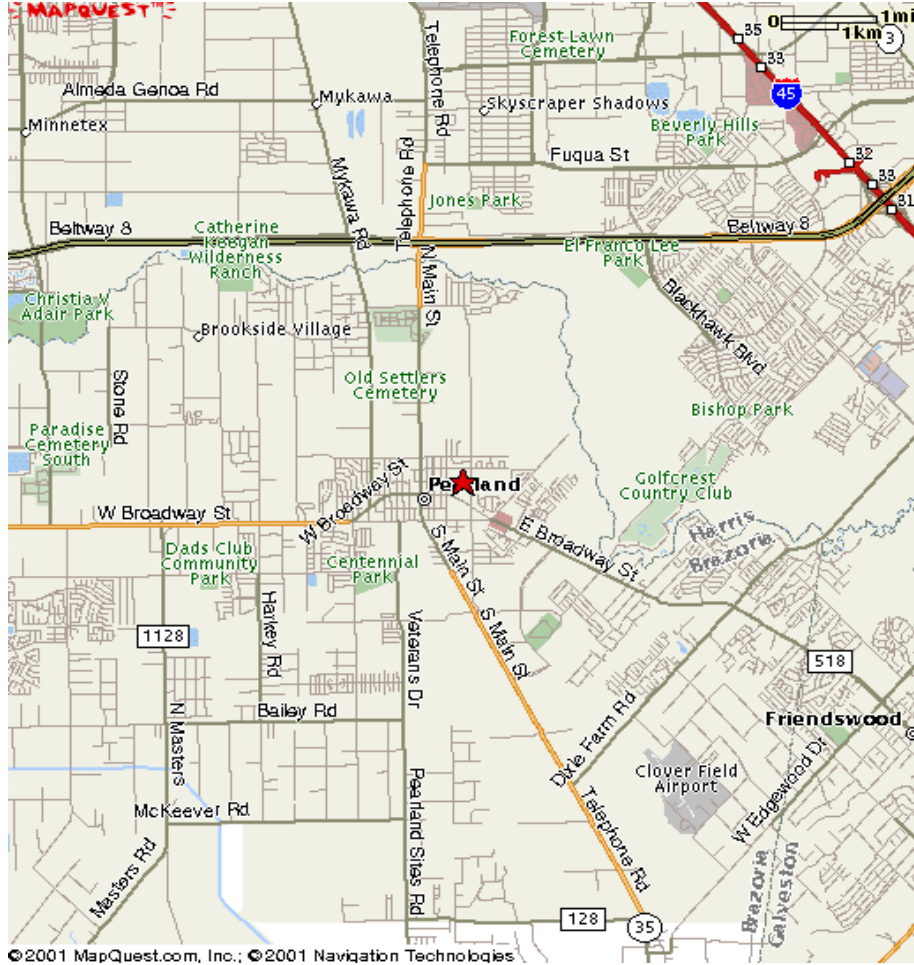 MAPQUEST™
0 1mi
1km
3
35
33
45
Forest Lawn
Cemetery
Telephone Rd
Almeda Genoa Rd
Mykawa
Skyscraper Shadows
Minnetex
Beverly Hills
Park
Fuqua St
32
33
31
Mykawa Rd
Telephone Rd
Jones Park
Beltway 8
Catherine
Keegan
Wilderness
Ranch
Beltway 8
El Franco Lee
Park
N Main St
Christia V
Adair Park
Blackhawk Blvd
Brookside Village
Stone Rd
Old Settlers
Cemetery
Bishop Park
Paradise
Cemetery
South
Golfcrest
Country Club
Pearland
W Broadway St
W Broadway St
E Broadway St
Harris
Brazoria
Dads Club
Community
Park
Centennial
Park
S Main St
S Main St
Harkey Rd
Veterans Dr
1128
518
N Masters
Bailey Rd
Friendswood
Dixie Farm Rd
Clover Field
Airport
W Edgewood Dr
McKeever Rd
Pearland Sites Rd
Telephone Rd
Masters Rd
Brazoria
Galveston
128
35
©2001 MapQuest.com, Inc.; ©2001 Navigation Technologies